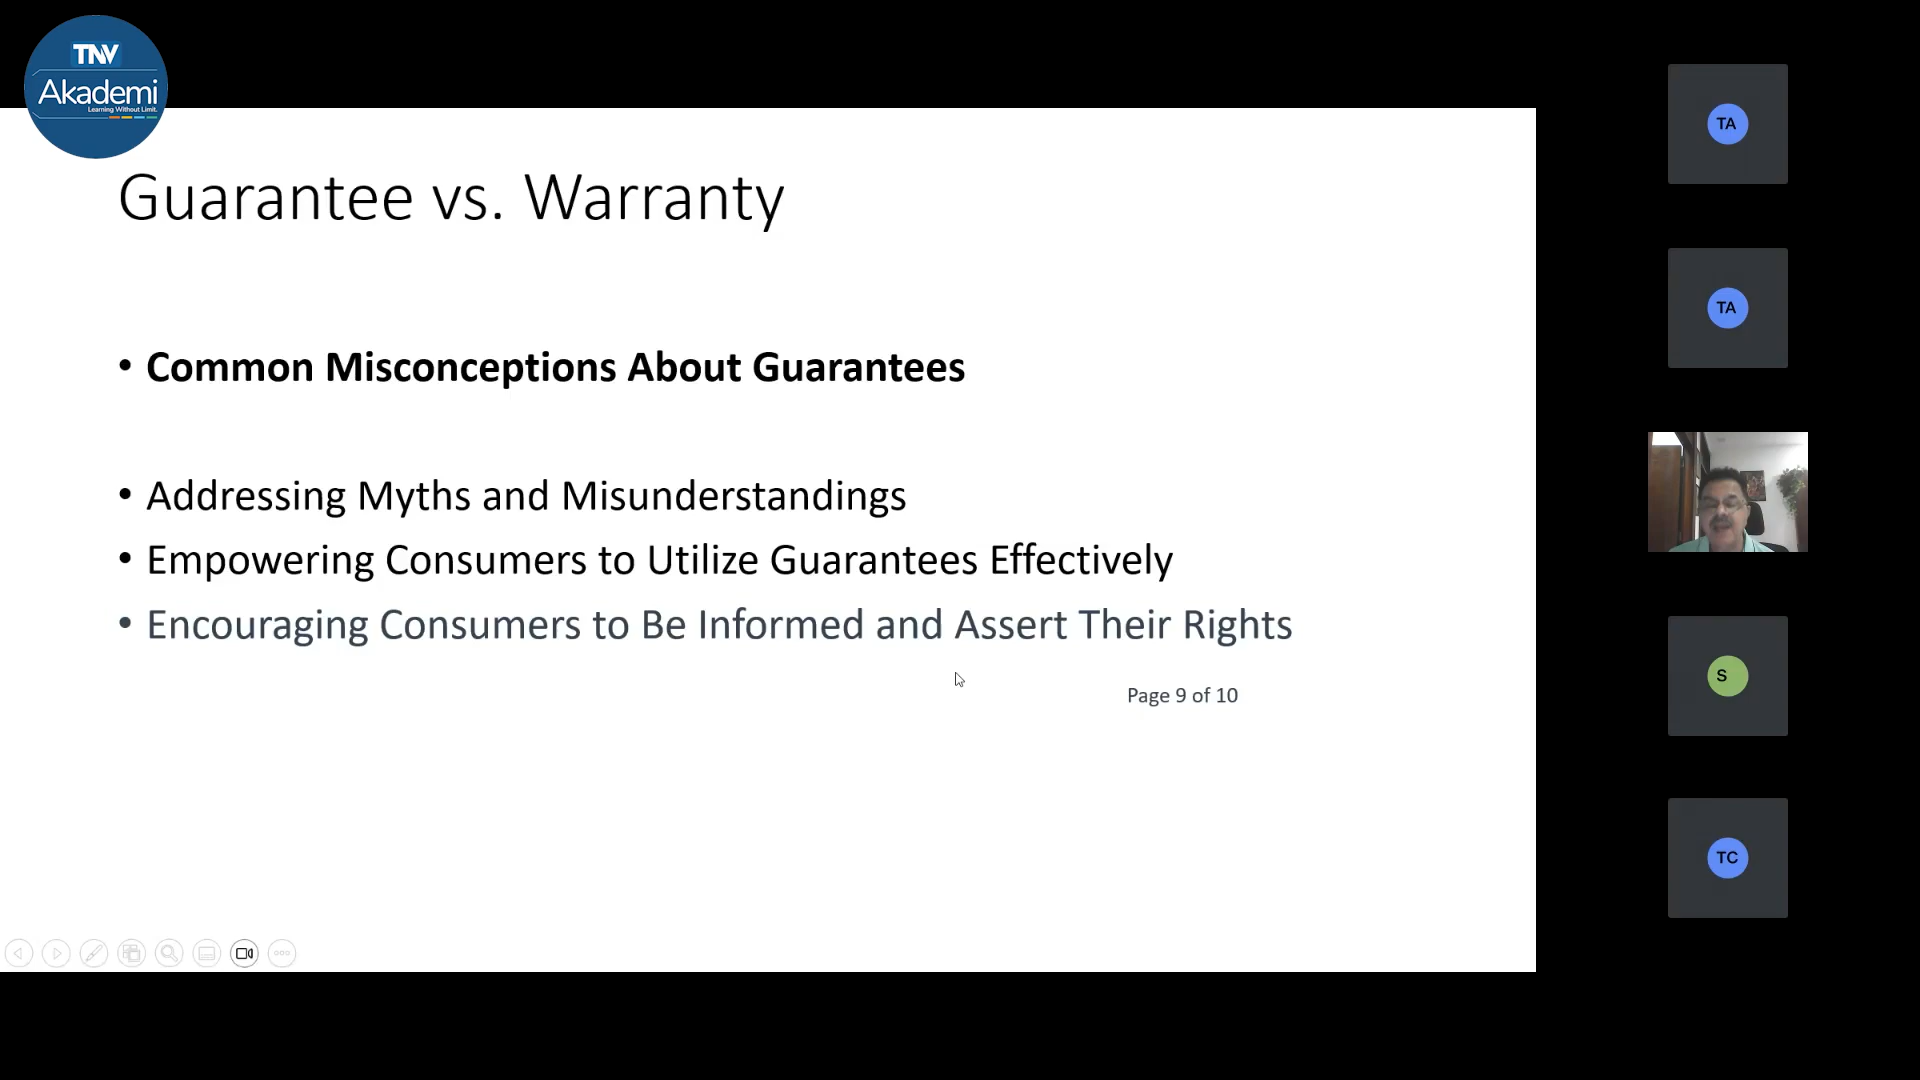 TNV
Akademi
Learning Without Limit.
Guarantee vs. Warranty
• Common Misconceptions About Guarantees
• Addressing Myths and Misunderstandings
• Empowering Consumers to Utilize Guarantees Effectively
• Encouraging Consumers to Be Informed and Assert Their Rights
Page 9 of 10
TA
TA
S
TC